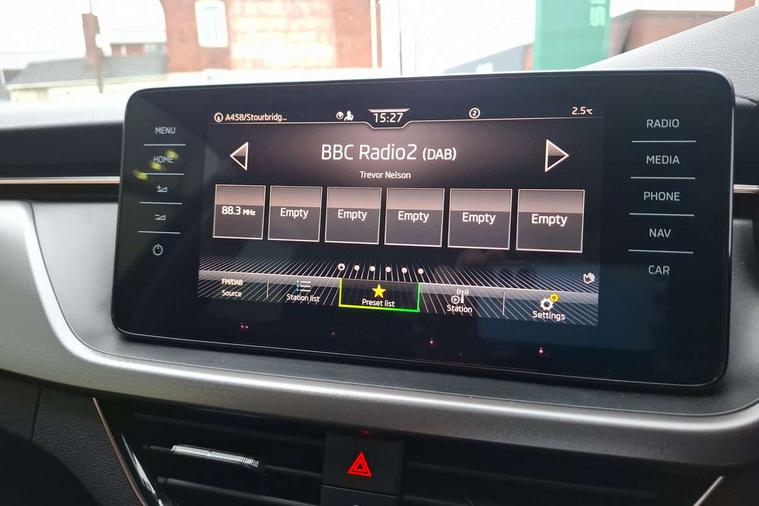 MENU
HOME
A458/Stourbridg...
15:27
2
2.5°C
BBC Radio2 (DAB)
Trevor Nelson
88.3 MHz
Empty
Empty
Empty
Empty
Empty
FM/DAB
Source
Station list
Preset list
Station
Settings
RADIO
MEDIA
PHONE
NAV
CAR